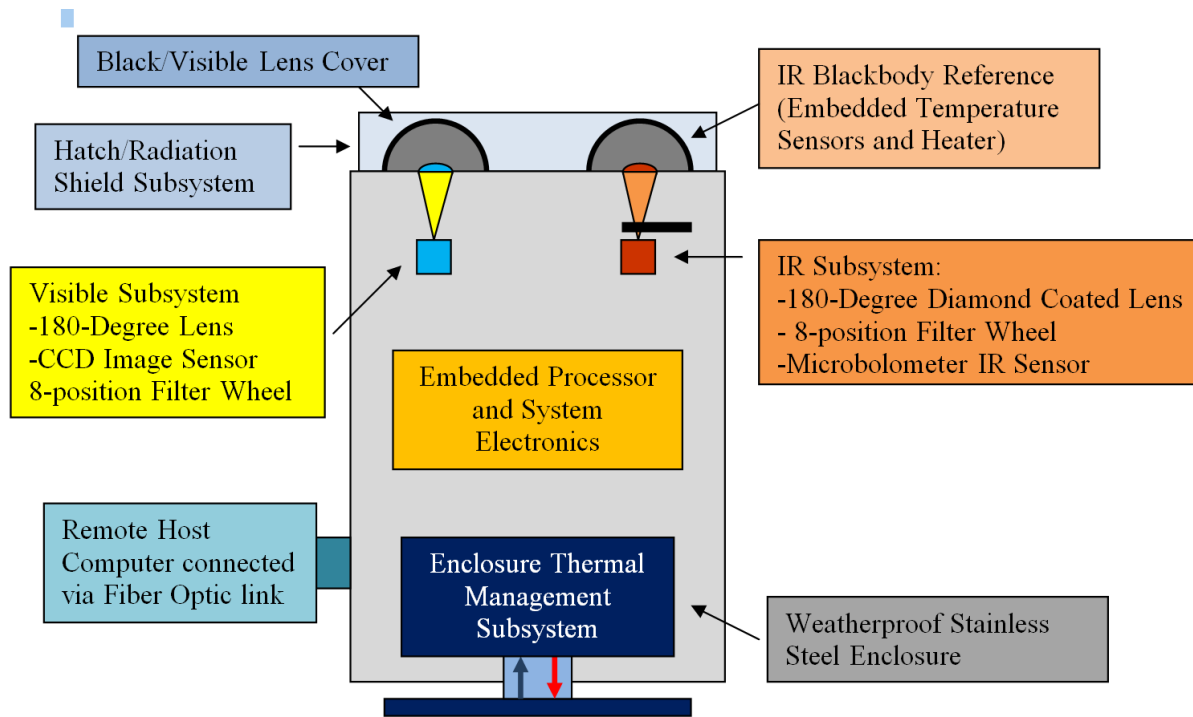 Black/Visible Lens Cover
IR Blackbody Reference
(Embedded Temperature
Sensors and Heater)
Hatch/Radiation
Shield Subsystem
Visible Subsystem
-180-Degree Lens
-CCD Image Sensor
8-position Filter Wheel
IR Subsystem:
-180-Degree Diamond Coated Lens
- 8-position Filter Wheel
-Microbolometer IR Sensor
Embedded Processor
and System
Electronics
Remote Host
Computer connected
via Fiber Optic link
Enclosure Thermal
Management
Subsystem
Weatherproof Stainless
Steel Enclosure